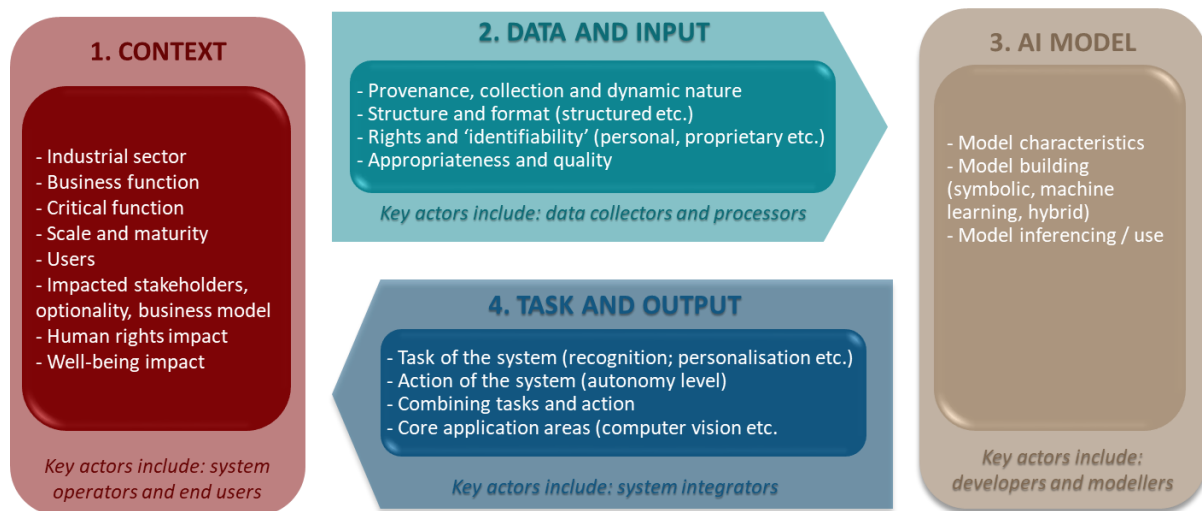 1. CONTEXT
- Industrial sector
- Business function
- Critical function
- Scale and maturity
- Users
- Impacted stakeholders,
optionality, business model
- Human rights impact
- Well-being impact
Key actors include: system
operators and end users
2. DATA AND INPUT
- Provenance, collection and dynamic nature
- Structure and format (structured etc.)
- Rights and ‘identifiability’ (personal, proprietary etc.)
- Appropriateness and quality
Key actors include: data collectors and processors
3. AI MODEL
- Model characteristics
- Model building
(symbolic, machine
learning, hybrid)
- Model inferencing / use
Key actors include:
developers and modellers
4. TASK AND OUTPUT
- Task of the system (recognition; personalisation etc.)
- Action of the system (autonomy level)
- Combining tasks and action
- Core application areas (computer vision etc.
Key actors include: system integrators